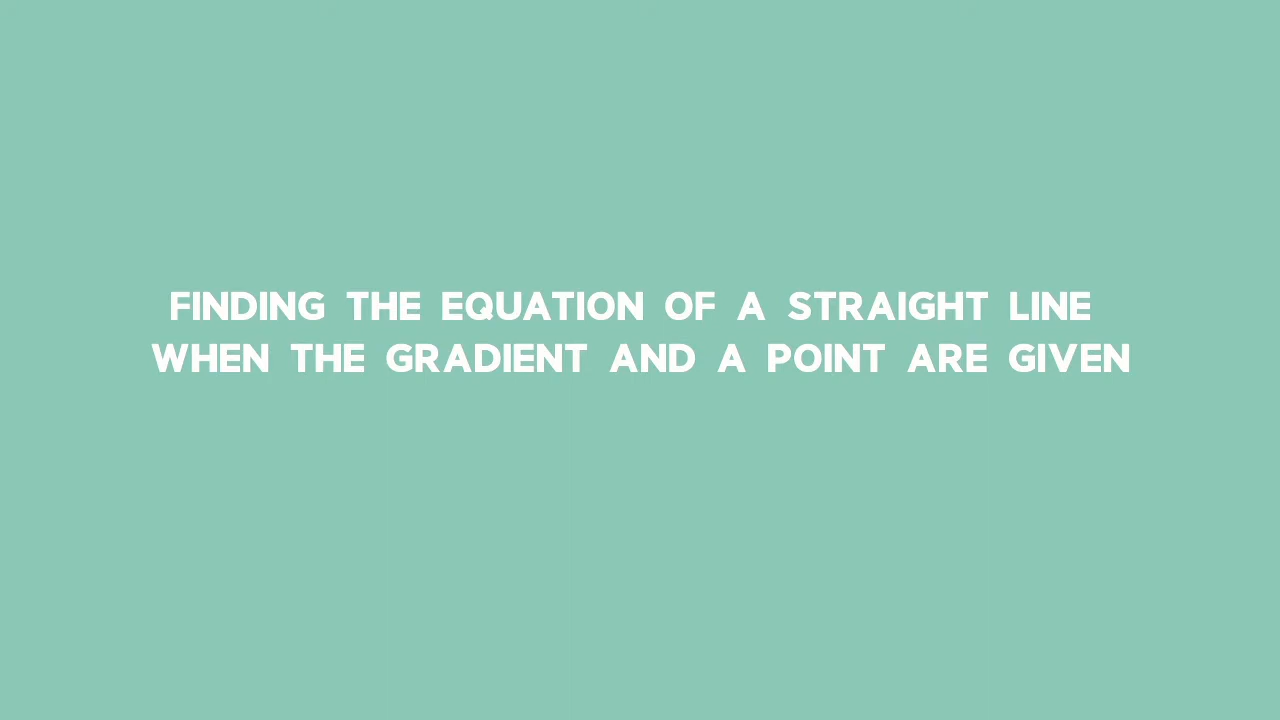 FINDING THE EQUATION OF A STRAIGHT LINE
WHEN THE GRADIENT AND A POINT ARE GIVEN